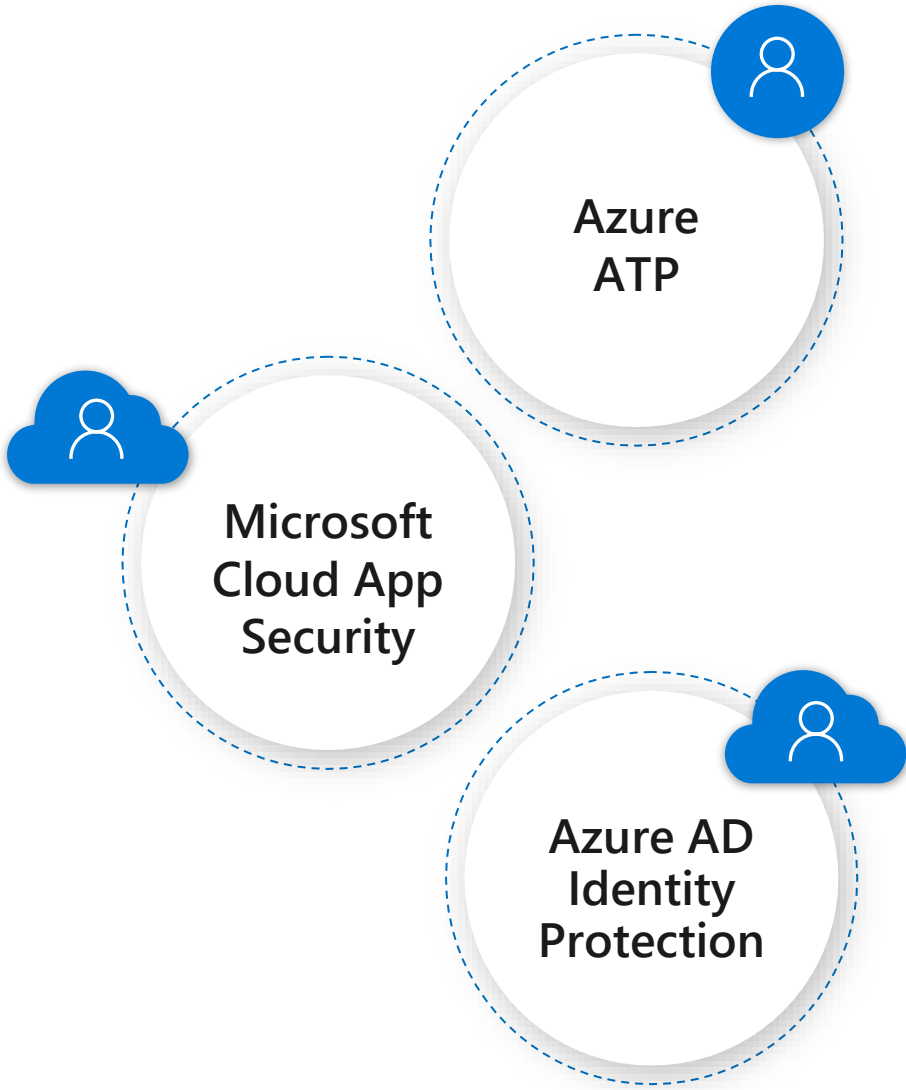 Azure
ATP
Microsoft
Cloud App
Security
Azure AD
Identity
Protection